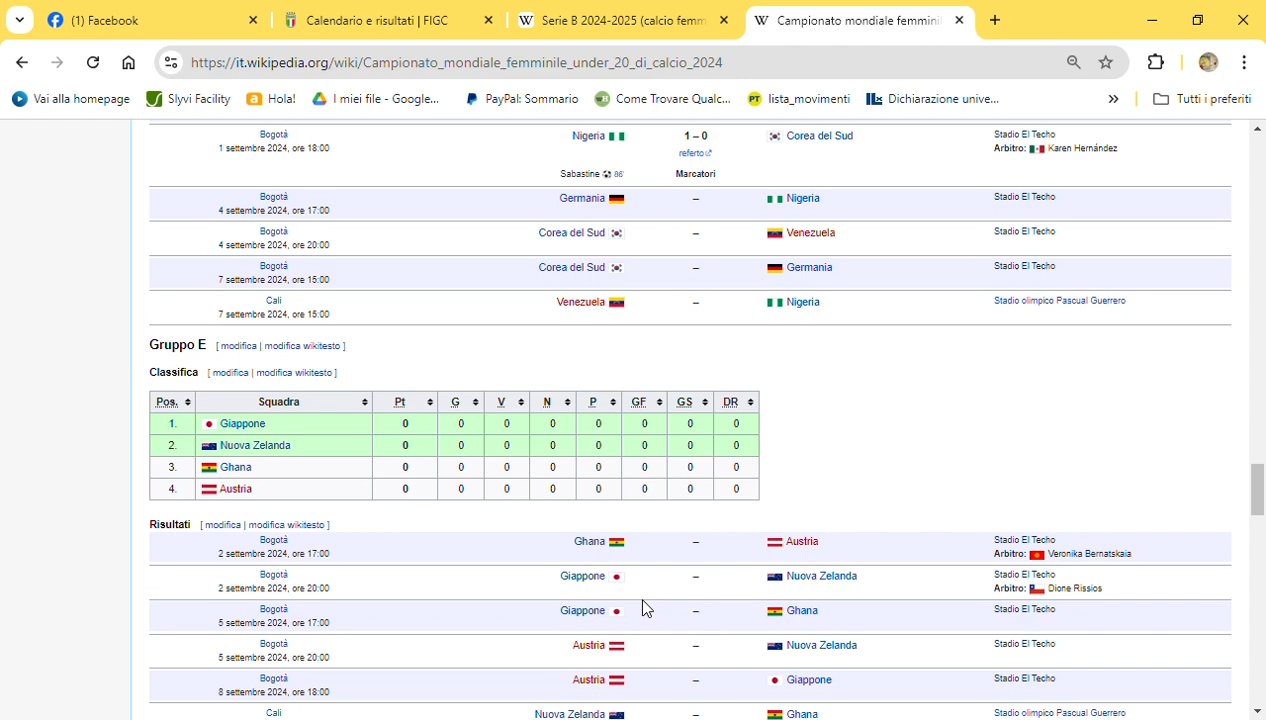 (1) Facebook
Calendario e risultati | FIGC
Serie B 2024-2025 (calcio femm
Campionato mondiale femminil
https://it.wikipedia.org/wiki/Campionato_mondiale_femminile_under_20_di_calcio_2024
Vai alla homepage Slyvi Facility Hola! I miei file - Google... PayPal: Sommario Come Trovare Qualc... lista_movimenti Dichiarazione unive... » Tutti i preferiti
Bogotà Nigeria 1 – 0 Corea del Sud Stadio El Techo
1 settembre 2024, ore 18:00 referto Arbitro: Karen Hernández
Sabastine 86' Marcatori
Bogotà Germania – Nigeria Stadio El Techo
4 settembre 2024, ore 17:00
Bogotà Corea del Sud – Venezuela Stadio El Techo
4 settembre 2024, ore 20:00
Bogotà Corea del Sud – Germania Stadio El Techo
7 settembre 2024, ore 15:00
Cali Venezuela – Nigeria Stadio olimpico Pascual Guerrero
7 settembre 2024, ore 15:00
Gruppo E [ modifica | modifica wikitesto ]
Classifica [ modifica | modifica wikitesto ]
Pos. Squadra Pt G V N P GF GS DR
1. Giappone 0 0 0 0 0 0 0 0
2. Nuova Zelanda 0 0 0 0 0 0 0 0
3. Ghana 0 0 0 0 0 0 0 0
4. Austria 0 0 0 0 0 0 0 0
Risultati [ modifica | modifica wikitesto ]
Bogotà Ghana – Austria Stadio El Techo
2 settembre 2024, ore 17:00 Arbitro: Veronika Bernatskaia
Bogotà Giappone – Nuova Zelanda Stadio El Techo
2 settembre 2024, ore 20:00 Arbitro: Dione Rissios
Bogotà Giappone – Ghana Stadio El Techo
5 settembre 2024, ore 17:00
Bogotà Austria – Nuova Zelanda Stadio El Techo
5 settembre 2024, ore 20:00
Bogotà Austria – Giappone Stadio El Techo
8 settembre 2024, ore 18:00
Cali Nuova Zelanda – Ghana Stadio olimpico Pascual Guerrero